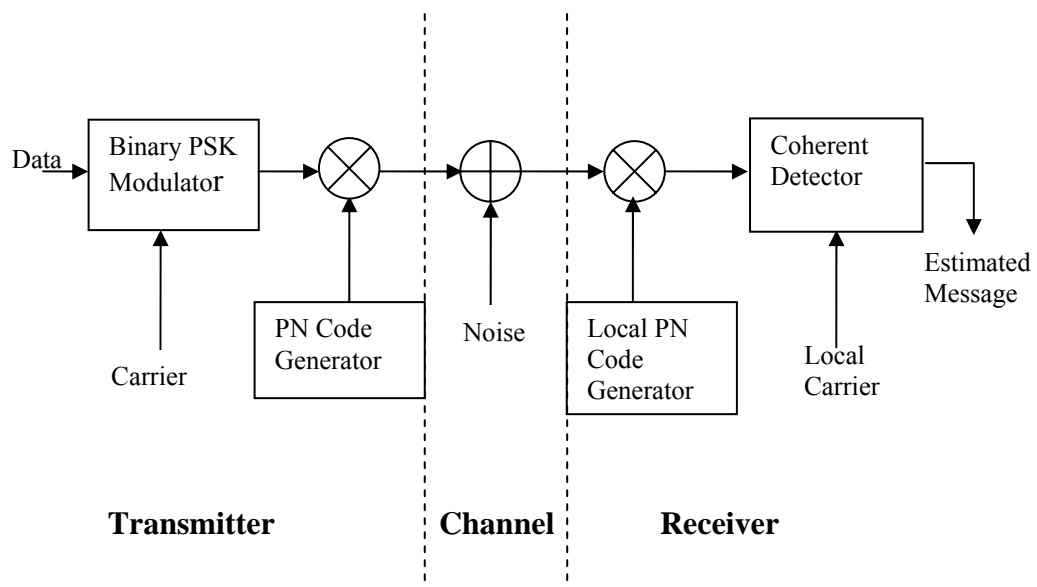 Data
Binary PSK
Modulator
Coherent
Detector
Estimated
Message
PN Code
Generator
Noise
Local PN
Code
Generator
Local
Carrier
Carrier
Transmitter
Channel
Receiver